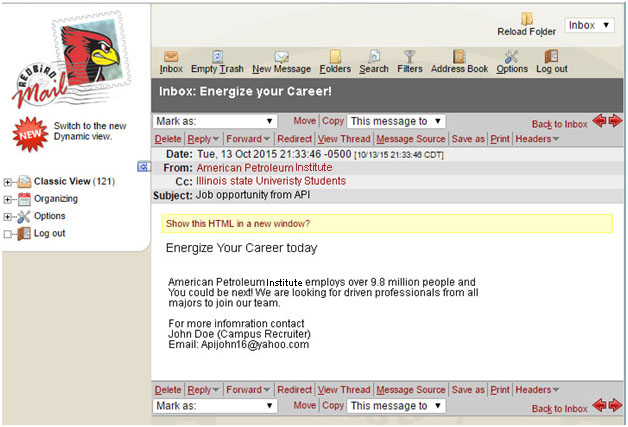 Reload Folder
Inbox
Inbox Empty Trash New Message Folders Search Filters Address Book Options Log out
REDBIRD
Mail
NEW
Switch to the new
Dynamic view.
Classic View (121)
Organizing
Options
Log out
Inbox: Energize your Career!
Mark as: Move | Copy This message to Back to Inbox
Delete | Reply | Forward | Redirect | View Thread | Message Source | Save as | Print | Headers
Date: Tue, 13 Oct 2015 21:33:46 -0500 [10/13/15 21:33:46 CDT]
From: American Petroleum Institute
Cc: Illinois state Univeristy Students
Subject: Job opportunity from API
Show this HTML in a new window?
Energize Your Career today
American Petroleum Institute employs over 9.8 million people and
You could be next! We are looking for driven professionals from all
majors to join our team.
For more infomration contact
John Doe (Campus Recruiter)
Email: Apijohn16@yahoo.com
Delete | Reply | Forward | Redirect | View Thread | Message Source | Save as | Print | Headers
Mark as: Move | Copy This message to Back to Inbox